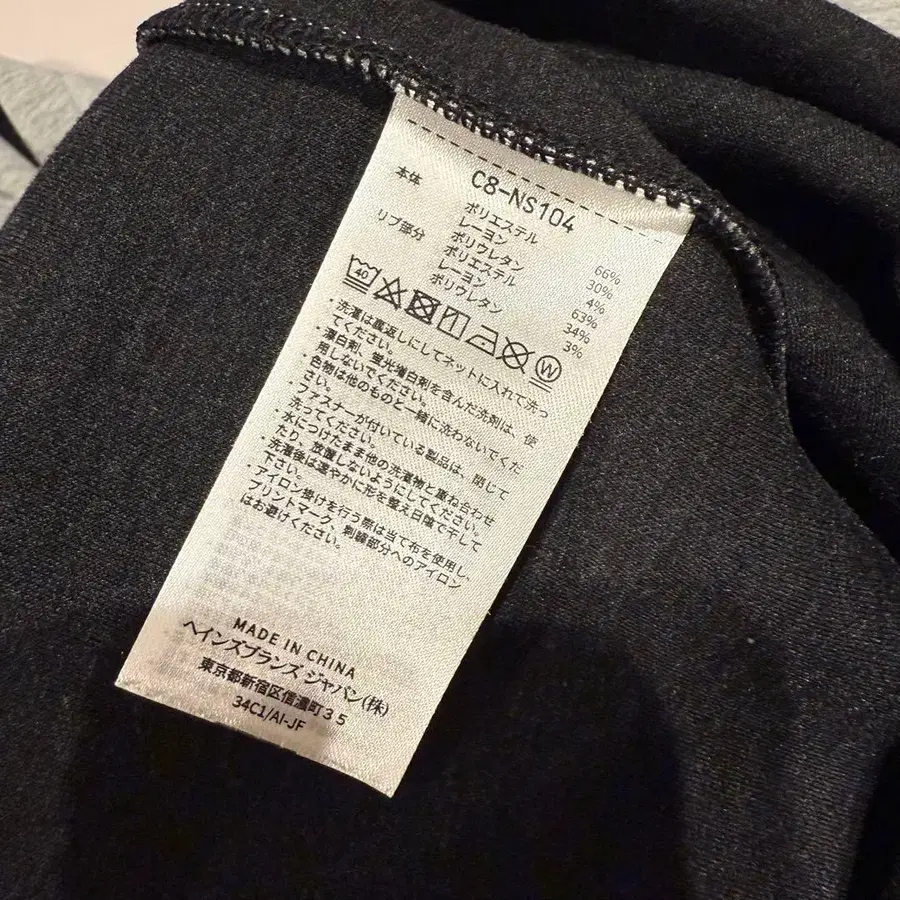 C8-NS104
本体 ポリエステル 66%
レーヨン 30%
ポリウレタン 4%
リブ部分 ポリエステル 63%
レーヨン 34%
ポリウレタン 3%
40 W
・洗濯は裏返しにしてネットに入れて洗っ
てください。
・漂白剤、蛍光増白剤を含んだ洗剤は、使
用しないでください。
・色物は他のものと一緒に洗わないでくだ
さい。
・ファスナーが付いている製品は、閉じて
洗ってください。
・水につけたまま他の洗濯物と重ね合わせ
たり、放置しないようにしてください。
・洗濯後は速やかに形を整え日陰で干して
下さい。
・アイロン掛けを行う際は当て布を使用し、
プリントマーク、刺繍部分へのアイロン
はお避けください。
MADE IN CHINA
ヘインズブランズ ジャパン(株)
東京都新宿区信濃町35
34C1/AI-JF